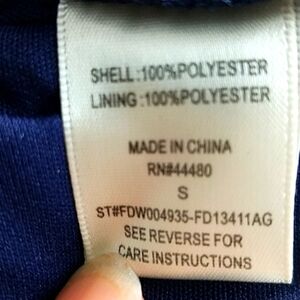 SHELL:100%POLYESTER
LINING:100%POLYESTER
MADE IN CHINA
RN#44480
S
ST#FDW004935-FD13411AG
SEE REVERSE FOR
CARE INSTRUCTIONS